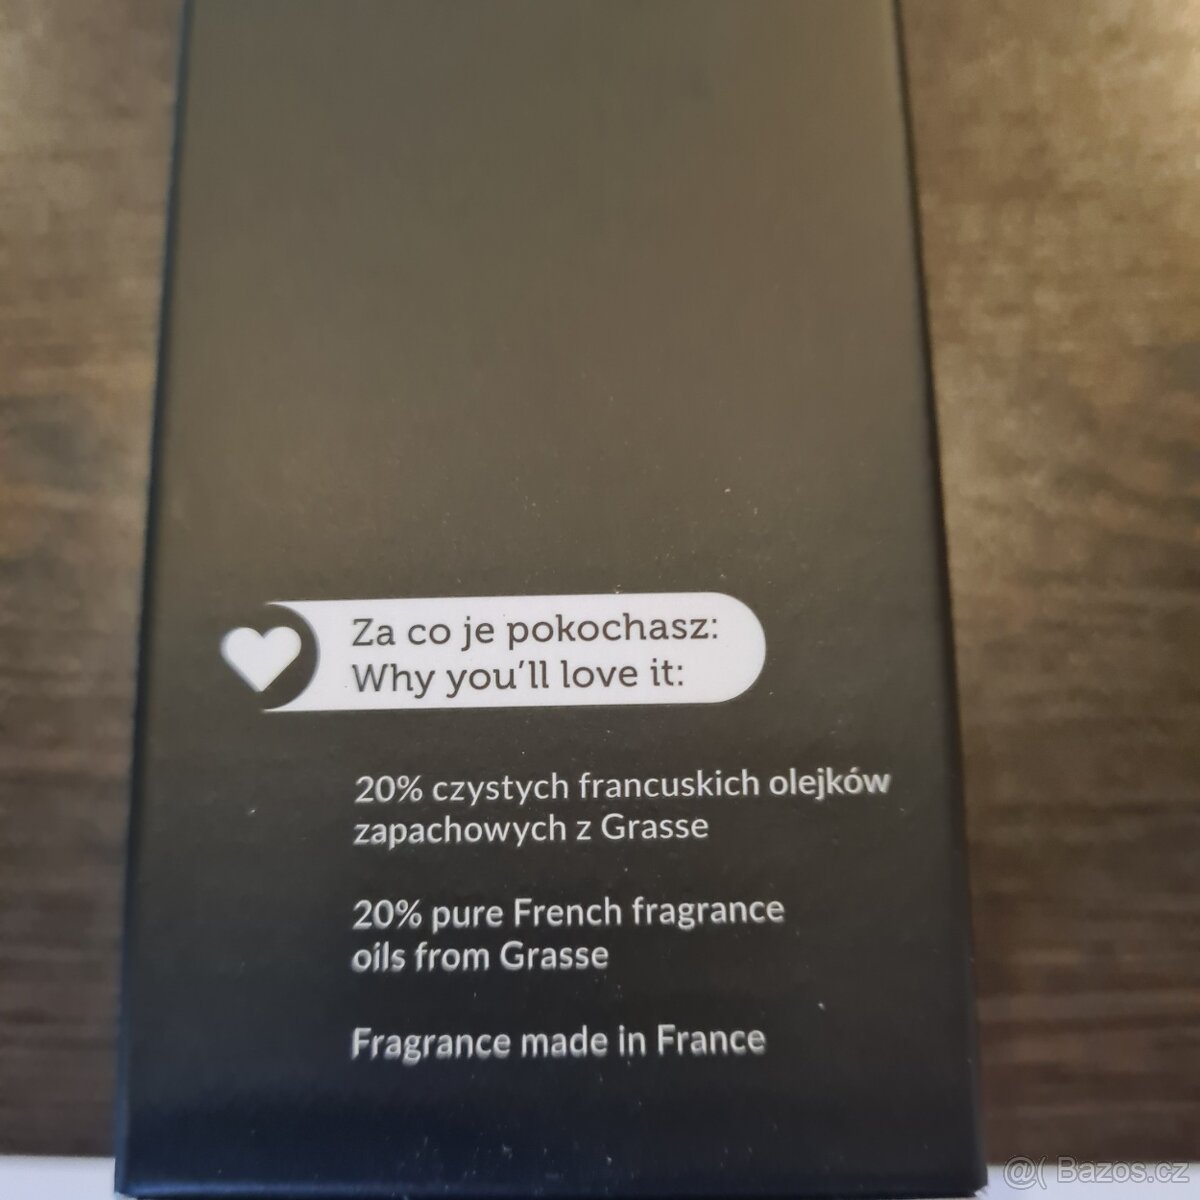 Za co je pokochasz:
Why you'll love it:
20% czystych francuskich olejków
zapachowych z Grasse
20% pure French fragrance
oils from Grasse
Fragrance made in France
@( Bazos.cz